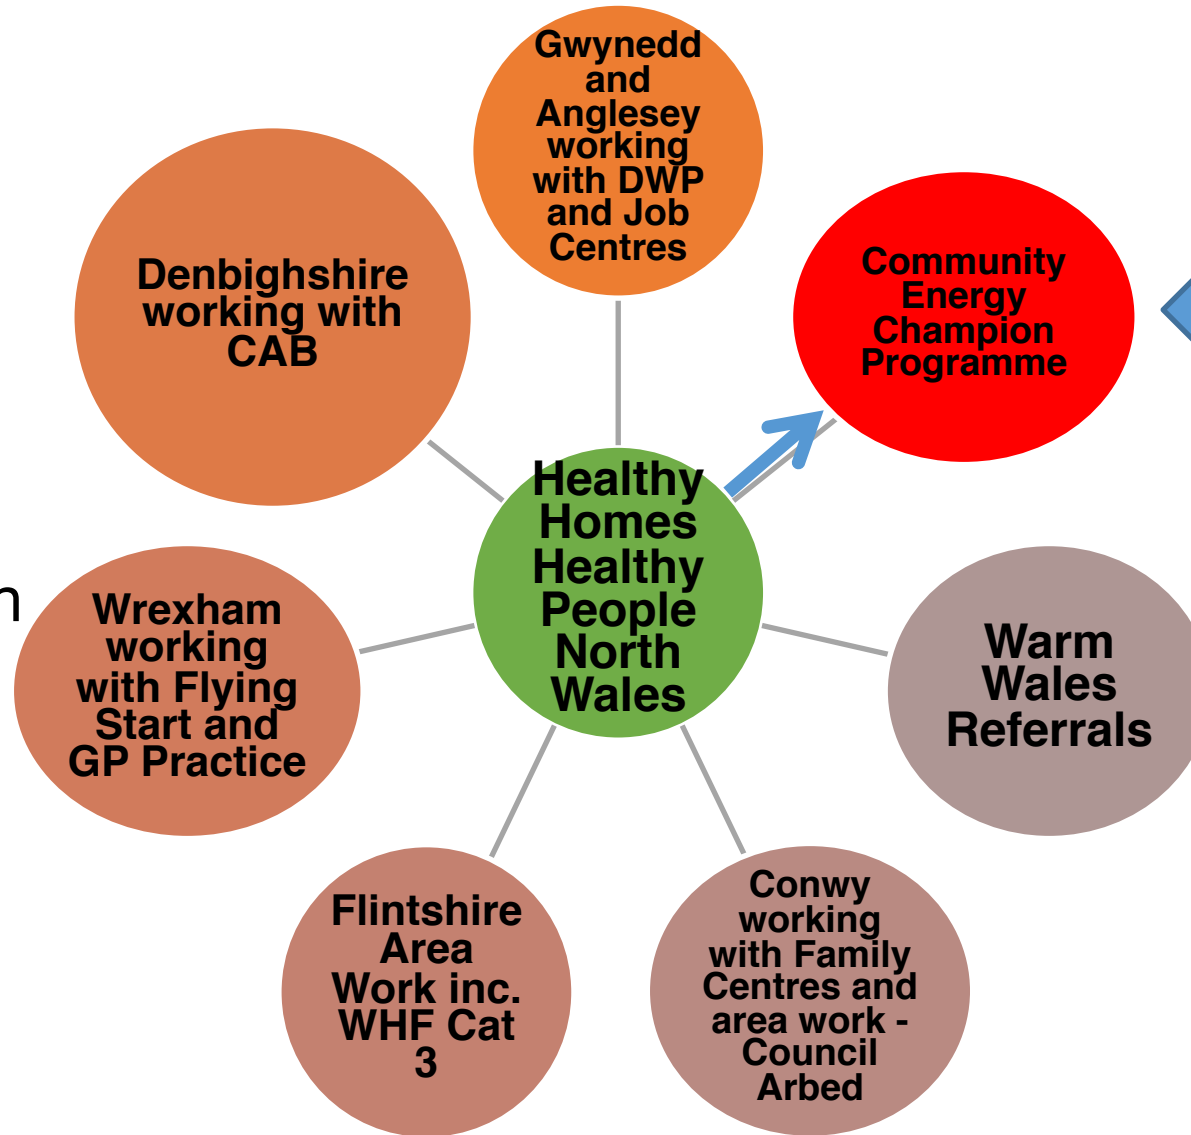 Gwynedd
and
Anglesey
working
with DWP
and Job
Centres
Denbighshire
working with
CAB
Community
Energy
Champion
Programme
Healthy
Homes
Healthy
People
North
Wales
n
Wrexham
working
with Flying
Start and
GP Practice
Warm
Wales
Referrals
Flintshire
Area
Work inc.
WHF Cat
3
Conwy
working
with Family
Centres and
area work -
Council
Arbed